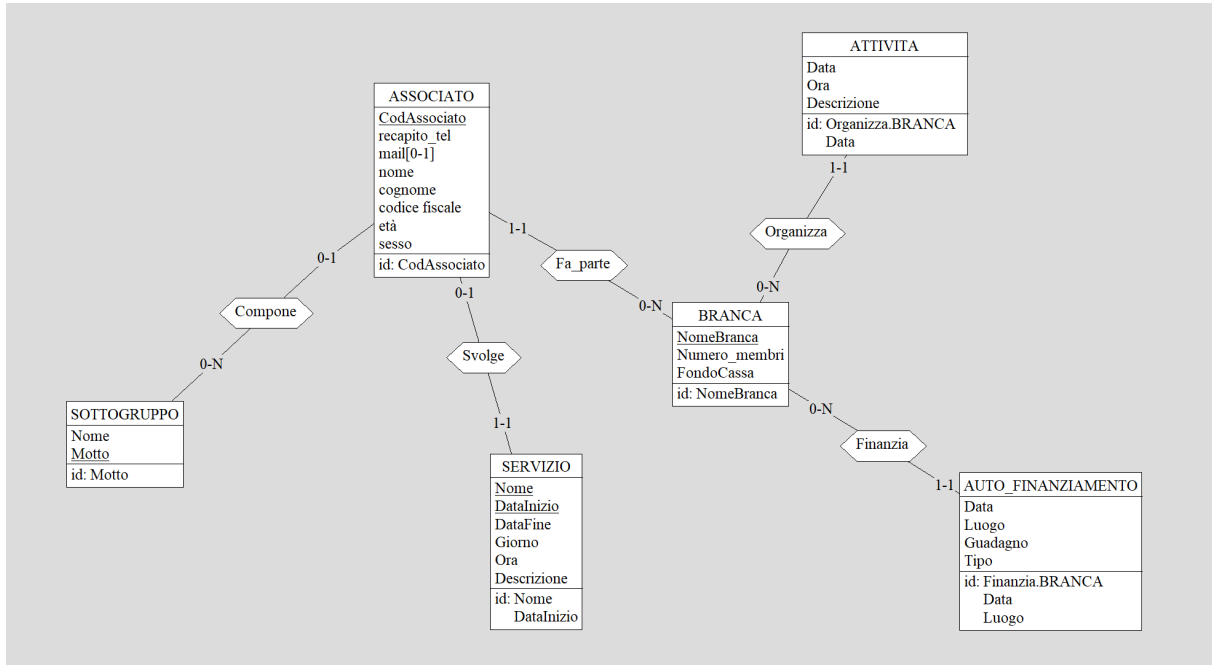 ATTIVITA
Data
Ora
Descrizione
id: Organizza.BRANCA
Data
1-1
Organizza
0-N
ASSOCIATO
CodAssociato
recapito_tel
mail[0-1]
nome
cognome
codice fiscale
età
sesso
id: CodAssociato
1-1
Fa_parte
0-N
0-1
Compone
0-N
0-1
Svolge
1-1
BRANCA
NomeBranca
Numero_membri
FondoCassa
id: NomeBranca
0-N
Finanzia
1-1
SOTTOGRUPPO
Nome
Motto
id: Motto
SERVIZIO
Nome
DataInizio
DataFine
Giorno
Ora
Descrizione
id: Nome
DataInizio
AUTO_FINANZIAMENTO
Data
Luogo
Guadagno
Tipo
id: Finanzia.BRANCA
Data
Luogo